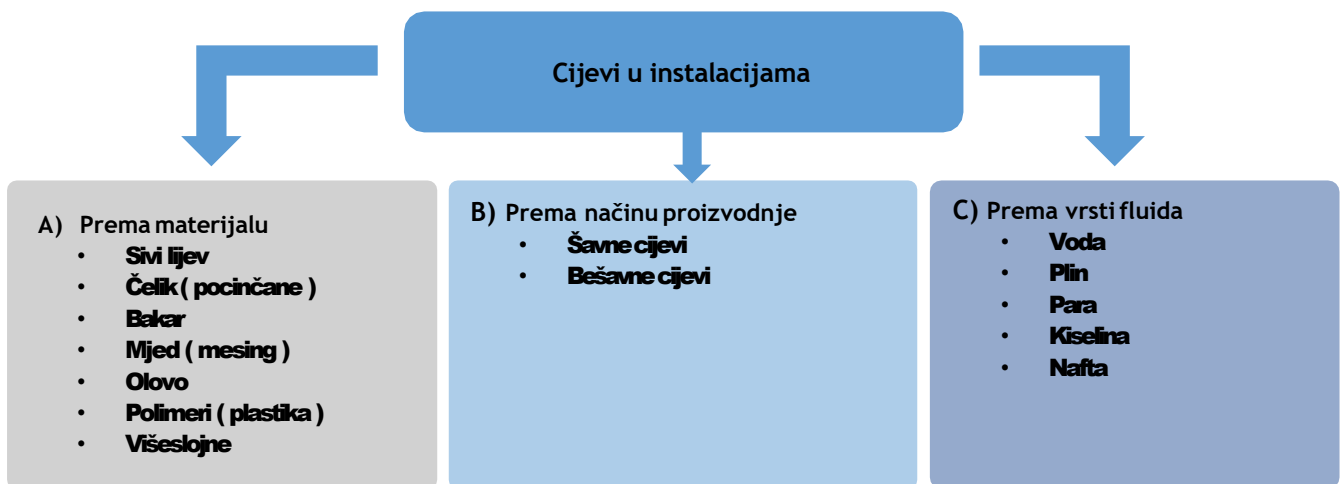 Cijevi u instalacijama
A) Prema materijalu
• Sivi lijev
• Čelik ( pocinčane )
• Bakar
• Mjed ( mesing )
• Olovo
• Polimeri ( plastika )
• Višeslojne
B) Prema načinu proizvodnje
• Šavne cijevi
• Bešavne cijevi
C) Prema vrsti fluida
• Voda
• Plin
• Para
• Kiselina
• Nafta